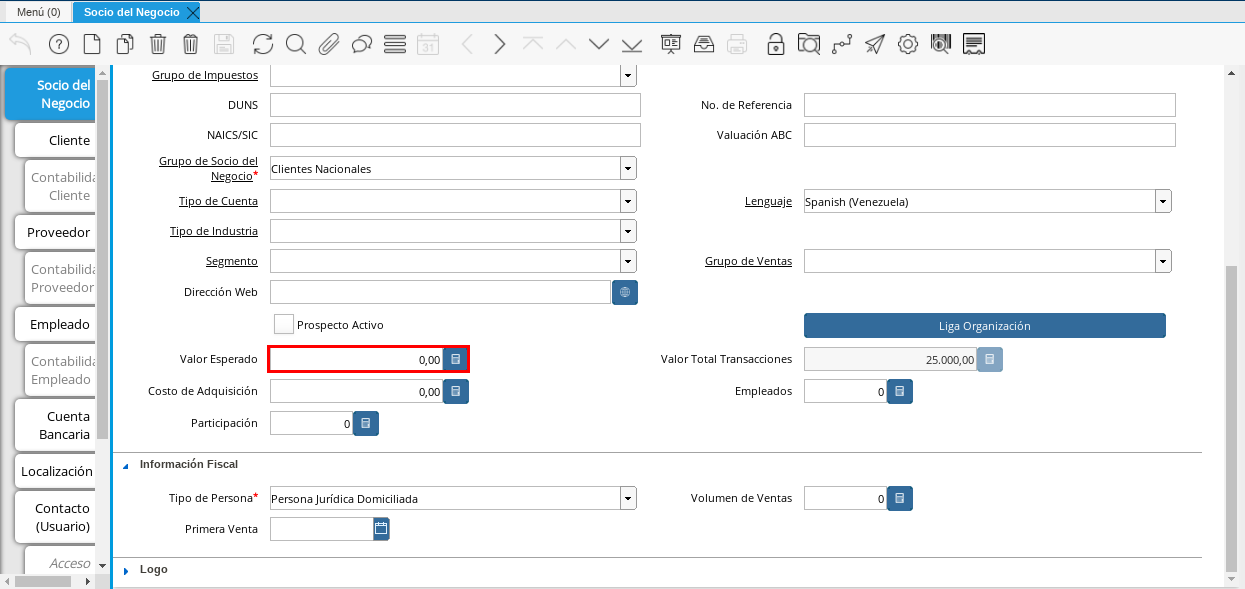 Menú (0)
Socio del Negocio
31
Socio del
Negocio
Cliente
Contabilida
Cliente
Proveedor
Contabilida
Proveedor
Empleado
Contabilida
Empleado
Cuenta
Bancaria
Localización
Contacto
(Usuario)
Acceso
Grupo de Impuestos
DUNS
No. de Referencia
NAICS/SIC
Valuación ABC
Grupo de Socio del
Negocio*
Clientes Nacionales
Tipo de Cuenta
Lenguaje
Spanish (Venezuela)
Tipo de Industria
Segmento
Grupo de Ventas
Dirección Web
Prospecto Activo
Liga Organización
Valor Esperado
0,00
Valor Total Transacciones
25.000,00
Costo de Adquisición
0,00
Empleados
0
Participación
0
Información Fiscal
Tipo de Persona*
Persona Jurídica Domiciliada
Volumen de Ventas
0
Primera Venta
Logo